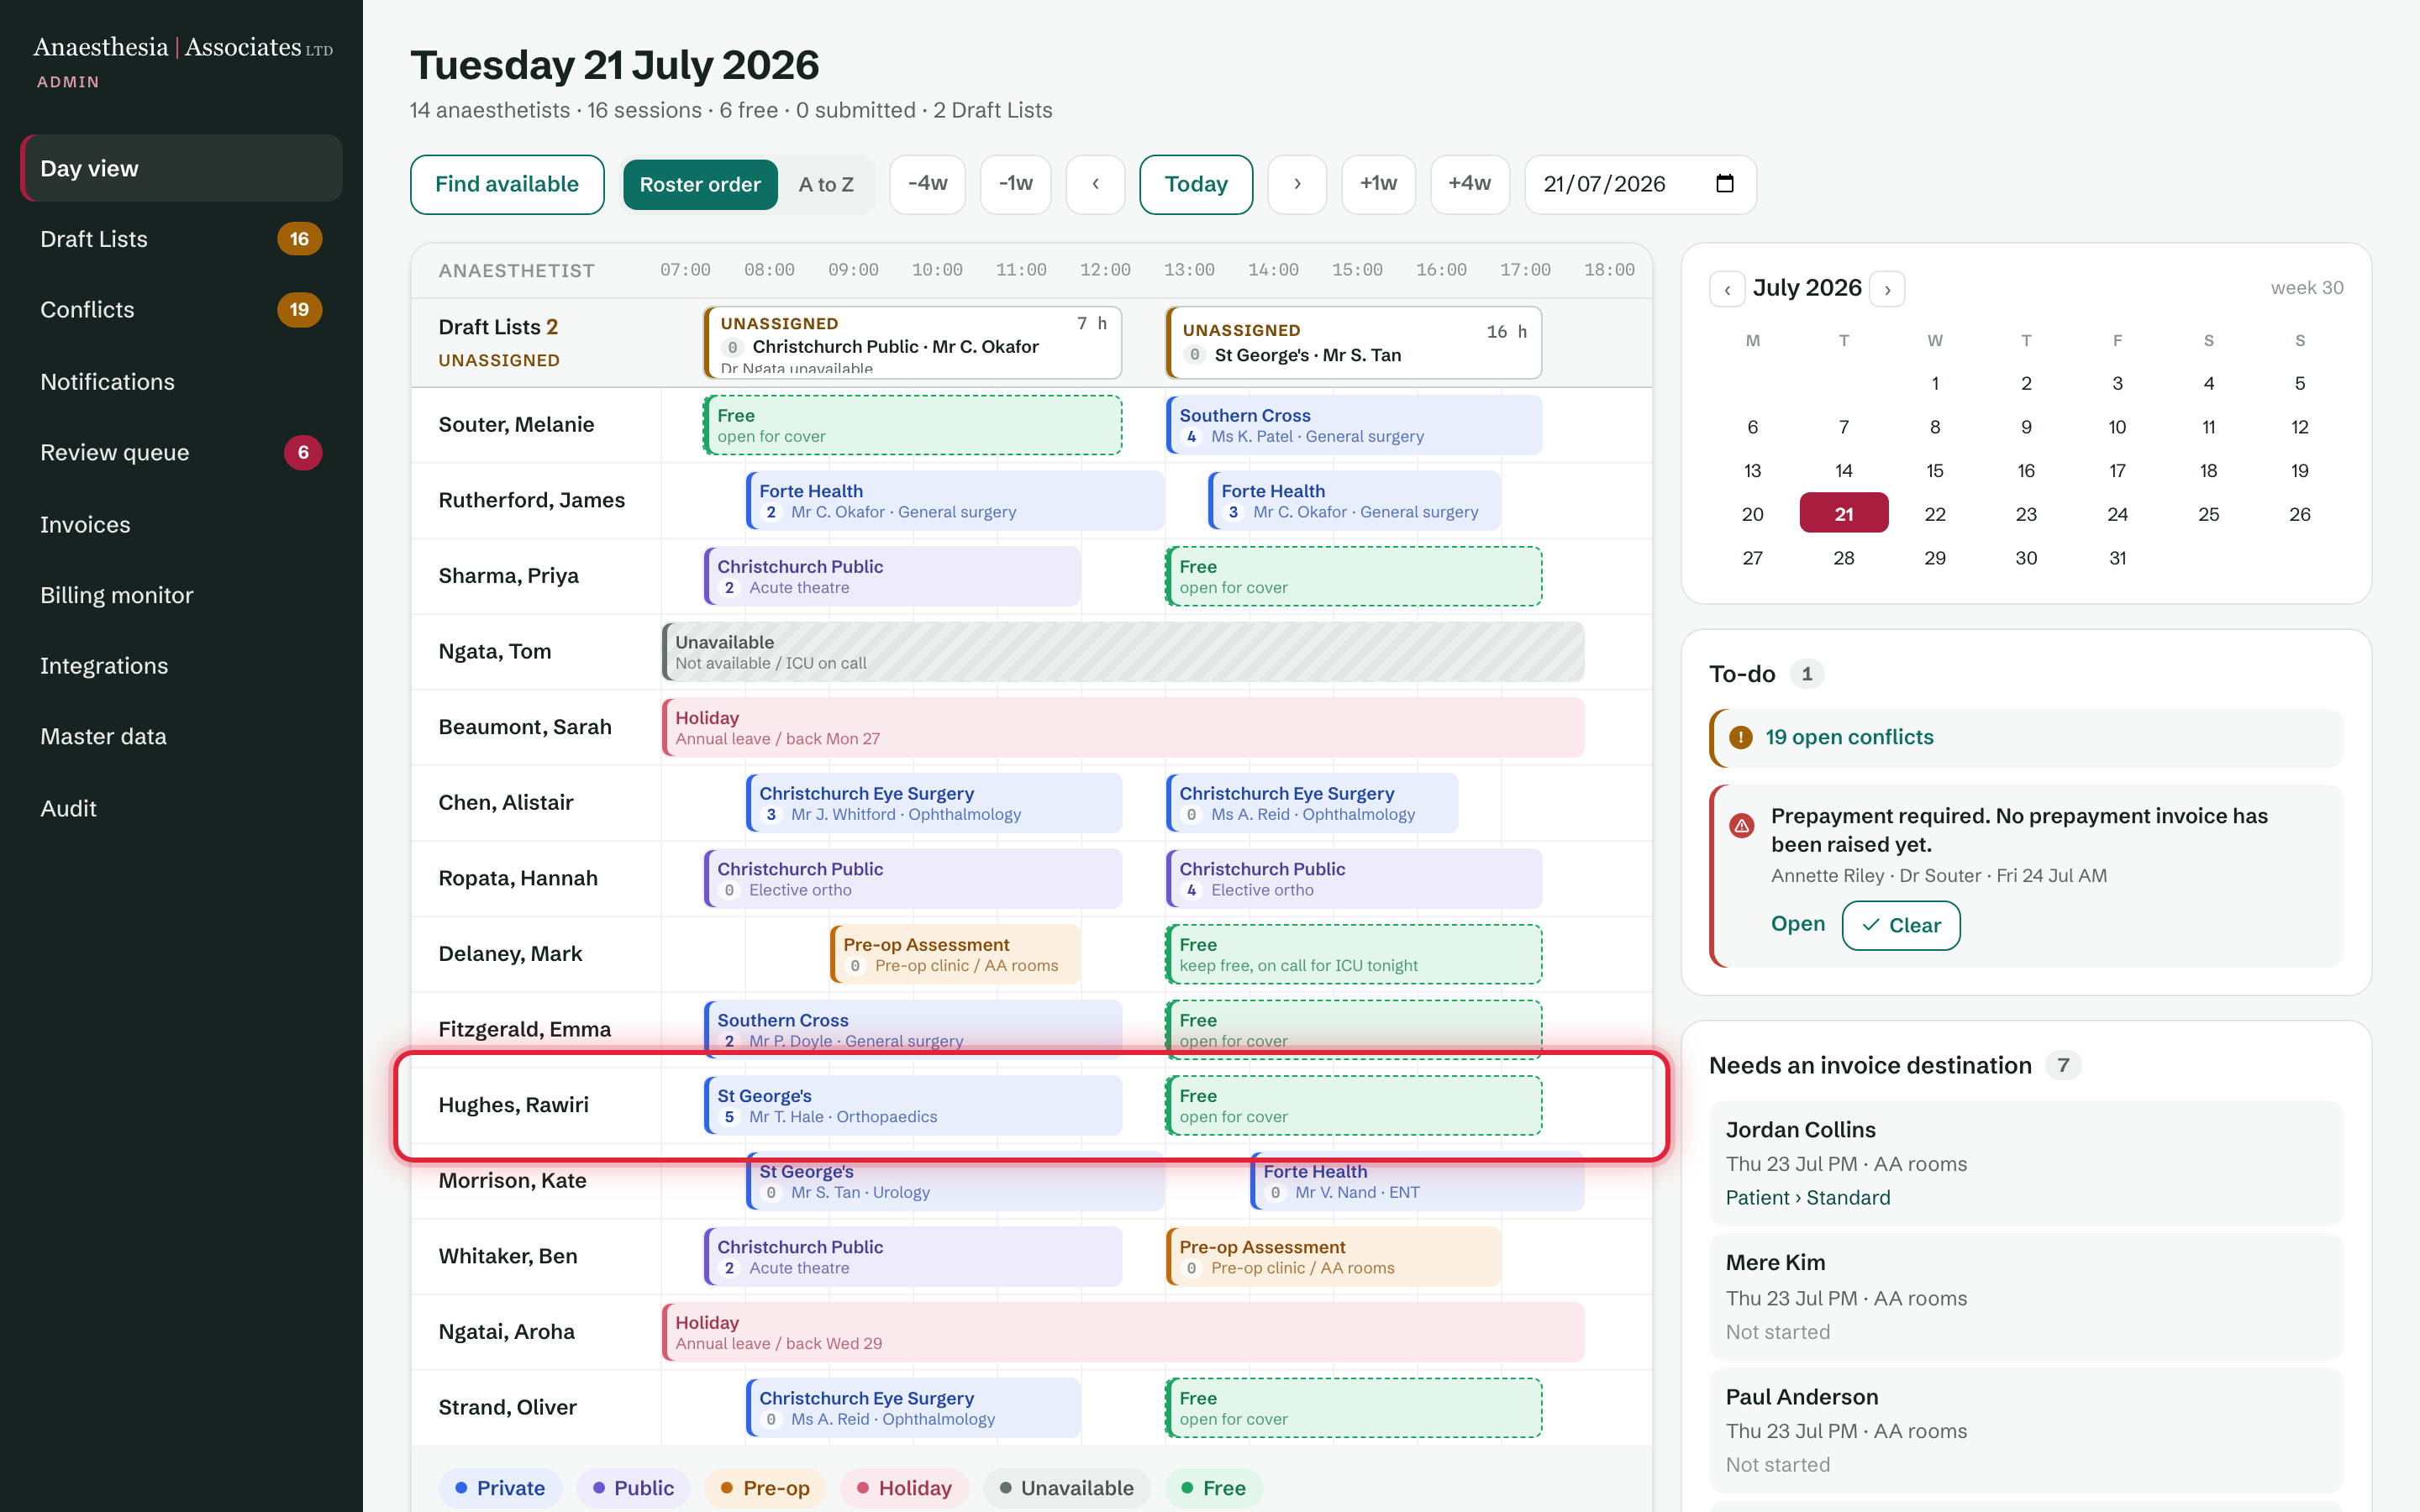 Anaesthesia | Associates LTD
ADMIN
Day view
Draft Lists 16
Conflicts 19
Notifications
Review queue 6
Invoices
Billing monitor
Integrations
Master data
Audit
Tuesday 21 July 2026
14 anaesthetists · 16 sessions · 6 free · 0 submitted · 2 Draft Lists
Find available
Roster order A to Z
-4w -1w ‹ Today › +1w +4w 21/07/2026
ANAESTHETIST 07:00 08:00 09:00 10:00 11:00 12:00 13:00 14:00 15:00 16:00 17:00 18:00
Draft Lists 2
UNASSIGNED
UNASSIGNED 7 h
0 Christchurch Public · Mr C. Okafor
Dr Ngata unavailable
UNASSIGNED 16 h
0 St George's · Mr S. Tan
Souter, Melanie
Free
open for cover
Southern Cross
4 Ms K. Patel · General surgery
Rutherford, James
Forte Health
2 Mr C. Okafor · General surgery
Forte Health
3 Mr C. Okafor · General surgery
Sharma, Priya
Christchurch Public
2 Acute theatre
Free
open for cover
Ngata, Tom
Unavailable
Not available / ICU on call
Beaumont, Sarah
Holiday
Annual leave / back Mon 27
Chen, Alistair
Christchurch Eye Surgery
3 Mr J. Whitford · Ophthalmology
Christchurch Eye Surgery
0 Ms A. Reid · Ophthalmology
Ropata, Hannah
Christchurch Public
0 Elective ortho
Christchurch Public
4 Elective ortho
Delaney, Mark
Pre-op Assessment
0 Pre-op clinic / AA rooms
Free
keep free, on call for ICU tonight
Fitzgerald, Emma
Southern Cross
2 Mr P. Doyle · General surgery
Free
open for cover
Hughes, Rawiri
St George's
5 Mr T. Hale · Orthopaedics
Free
open for cover
Morrison, Kate
St George's
0 Mr S. Tan · Urology
Forte Health
0 Mr V. Nand · ENT
Whitaker, Ben
Christchurch Public
2 Acute theatre
Pre-op Assessment
0 Pre-op clinic / AA rooms
Ngatai, Aroha
Holiday
Annual leave / back Wed 29
Strand, Oliver
Christchurch Eye Surgery
0 Ms A. Reid · Ophthalmology
Free
open for cover
Private Public Pre-op Holiday Unavailable Free
‹ July 2026 › week 30
M T W T F S S
1 2 3 4 5
6 7 8 9 10 11 12
13 14 15 16 17 18 19
20 21 22 23 24 25 26
27 28 29 30 31
To-do 1
19 open conflicts
Prepayment required. No prepayment invoice has
been raised yet.
Annette Riley · Dr Souter · Fri 24 Jul AM
Open Clear
Needs an invoice destination 7
Jordan Collins
Thu 23 Jul PM · AA rooms
Patient › Standard
Mere Kim
Thu 23 Jul PM · AA rooms
Not started
Paul Anderson
Thu 23 Jul PM · AA rooms
Not started